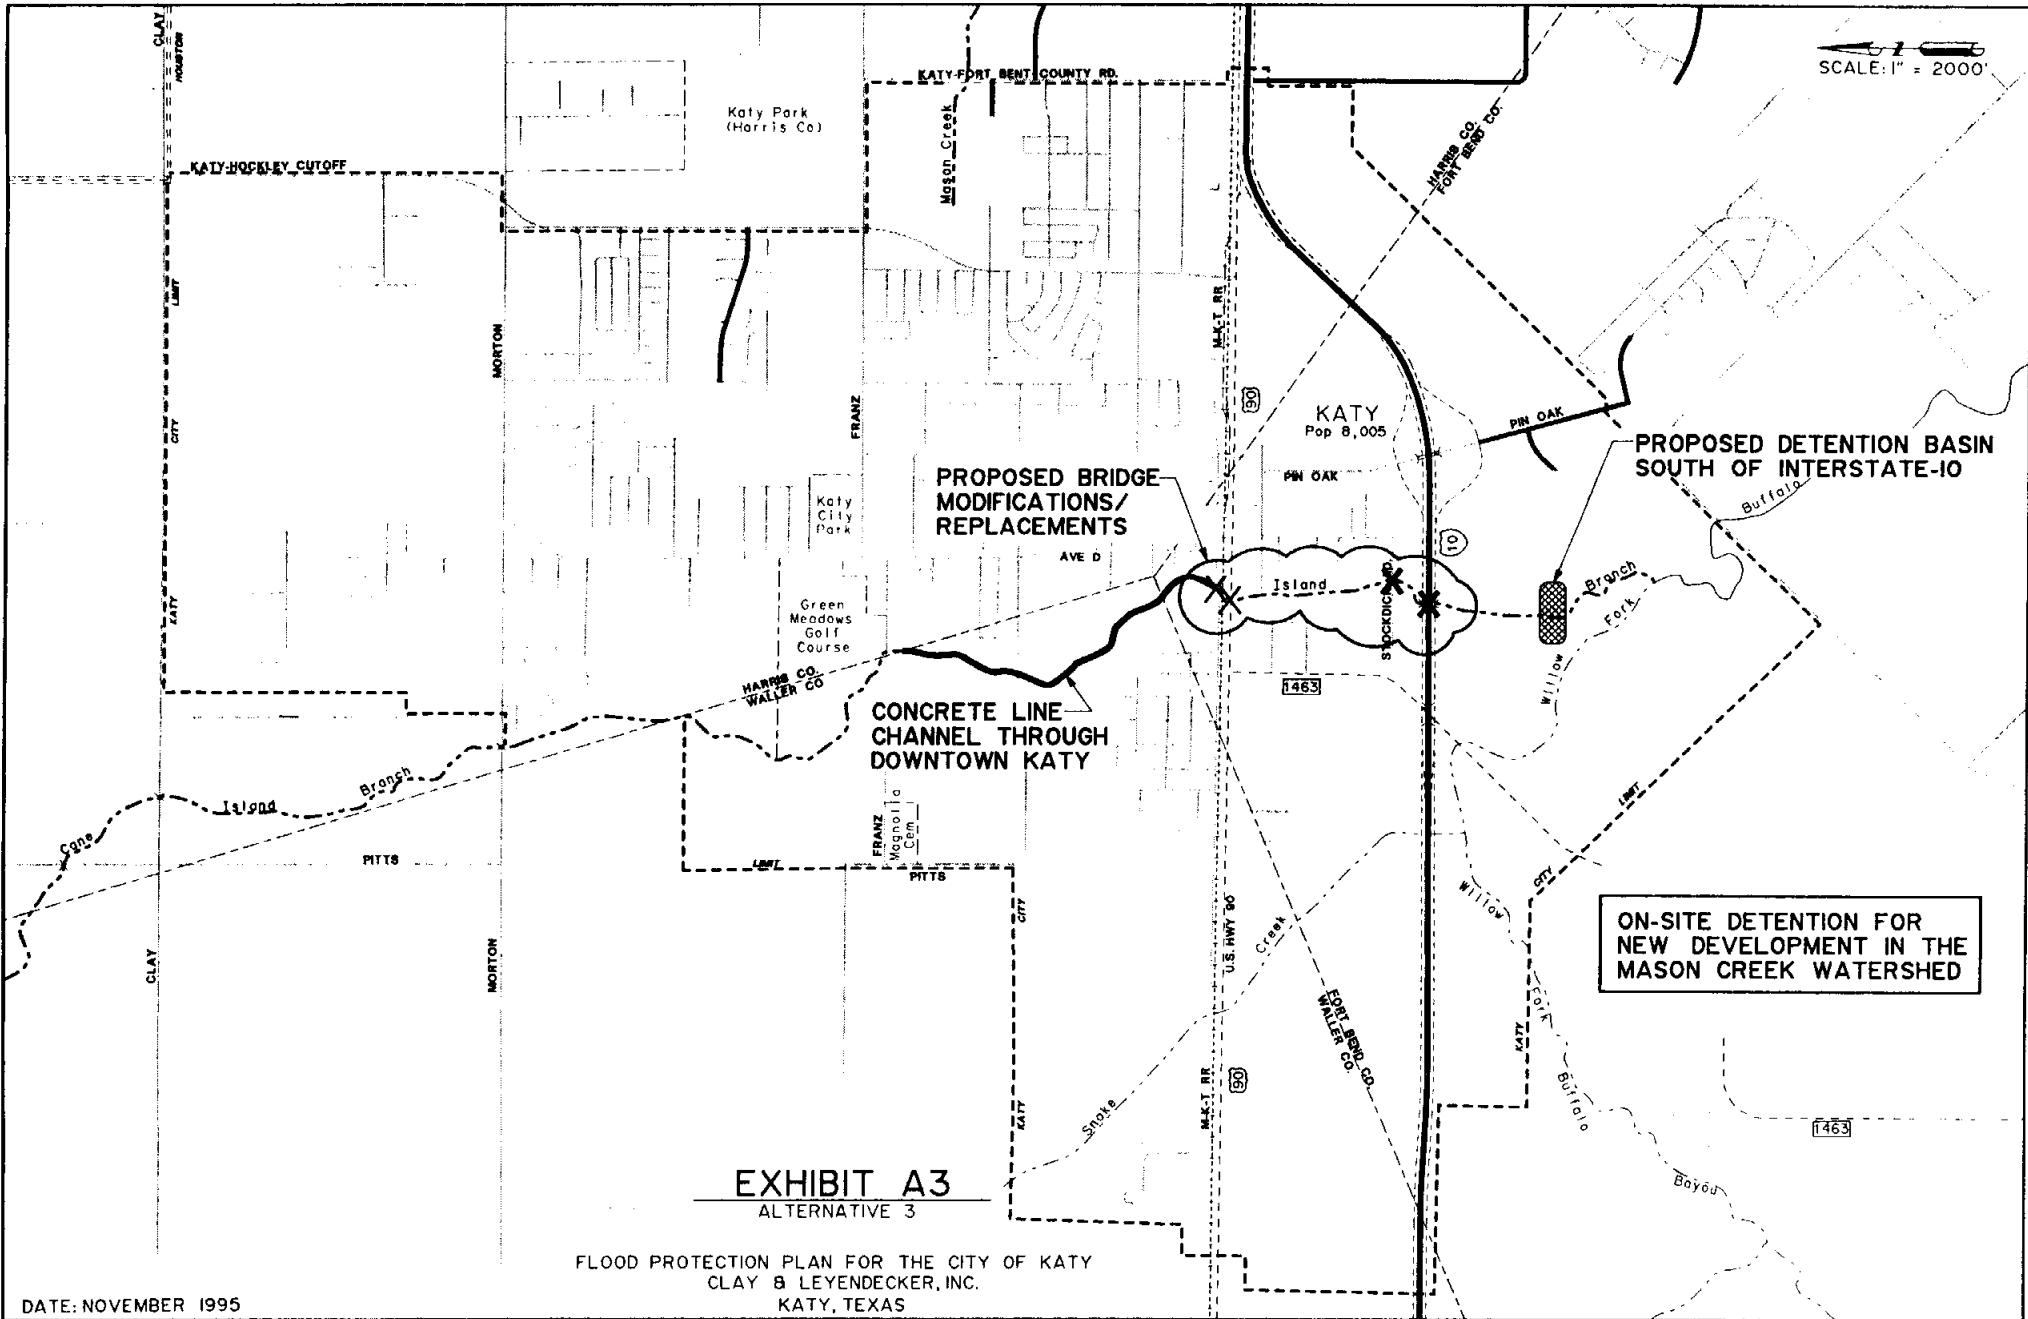 CLAY
HOUSTON
KATY-FORT BENT COUNTY RD.
Z
SCALE: 1" = 2000'
Katy Park
(Harris Co)
Mason Creek
KATY-HOCKLEY CUTOFF
HARRIS CO.
FORT BEND CO.
LIMIT
CITY
KATY
MORTON
FRANZ
M-K-T RR
90
KATY
Pop 8,005
PIN OAK
PIN OAK
PROPOSED DETENTION BASIN
SOUTH OF INTERSTATE-10
Buffalo
PROPOSED BRIDGE
MODIFICATIONS/
REPLACEMENTS
Katy
City
Park
AVE D
10
Island
Branch
Fork
Willow
Green
Meadows
Golf
Course
HARRIS CO.
WALLER CO
1463
CONCRETE LINE
CHANNEL THROUGH
DOWNTOWN KATY
Cane
Island
Branch
PITTS
FRANZ
Magnolia
Cem
LIMIT
PITTS
CITY
KATY
LIMIT
CITY
KATY
Willow
Fork
Buffalo
Bayou
U.S. HWY 90
Creek
Snake
FORT BEND CO.
WALLER CO.
ON-SITE DETENTION FOR
NEW DEVELOPMENT IN THE
MASON CREEK WATERSHED
CLAY
MORTON
M-K-T RR
90
1463
EXHIBIT A3
ALTERNATIVE 3
FLOOD PROTECTION PLAN FOR THE CITY OF KATY
CLAY & LEYENDECKER, INC.
KATY, TEXAS
DATE: NOVEMBER 1995